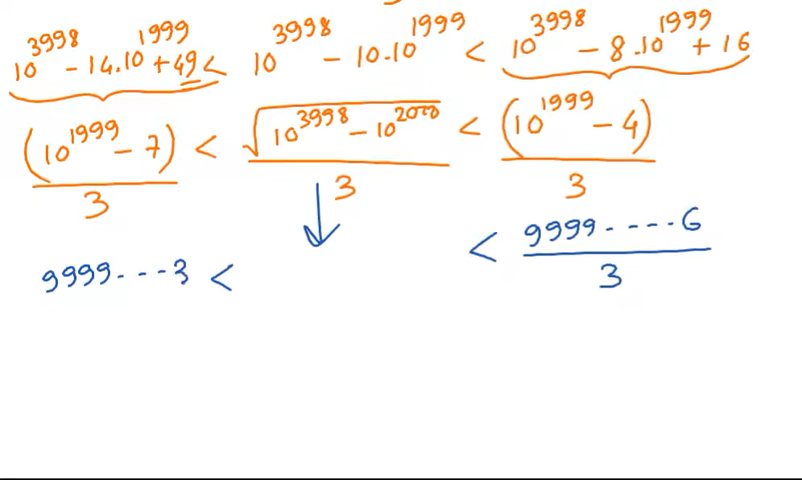 10^3998 - 14.10^1999 + 49 < 10^3998 - 10.10^1999 < 10^3998 - 8.10^1999 + 16
(10^1999 - 7)/3 < √(10^3998 - 10^2000)/3 < (10^1999 - 4)/3
9999---3 < ↓ < 9999----6/3